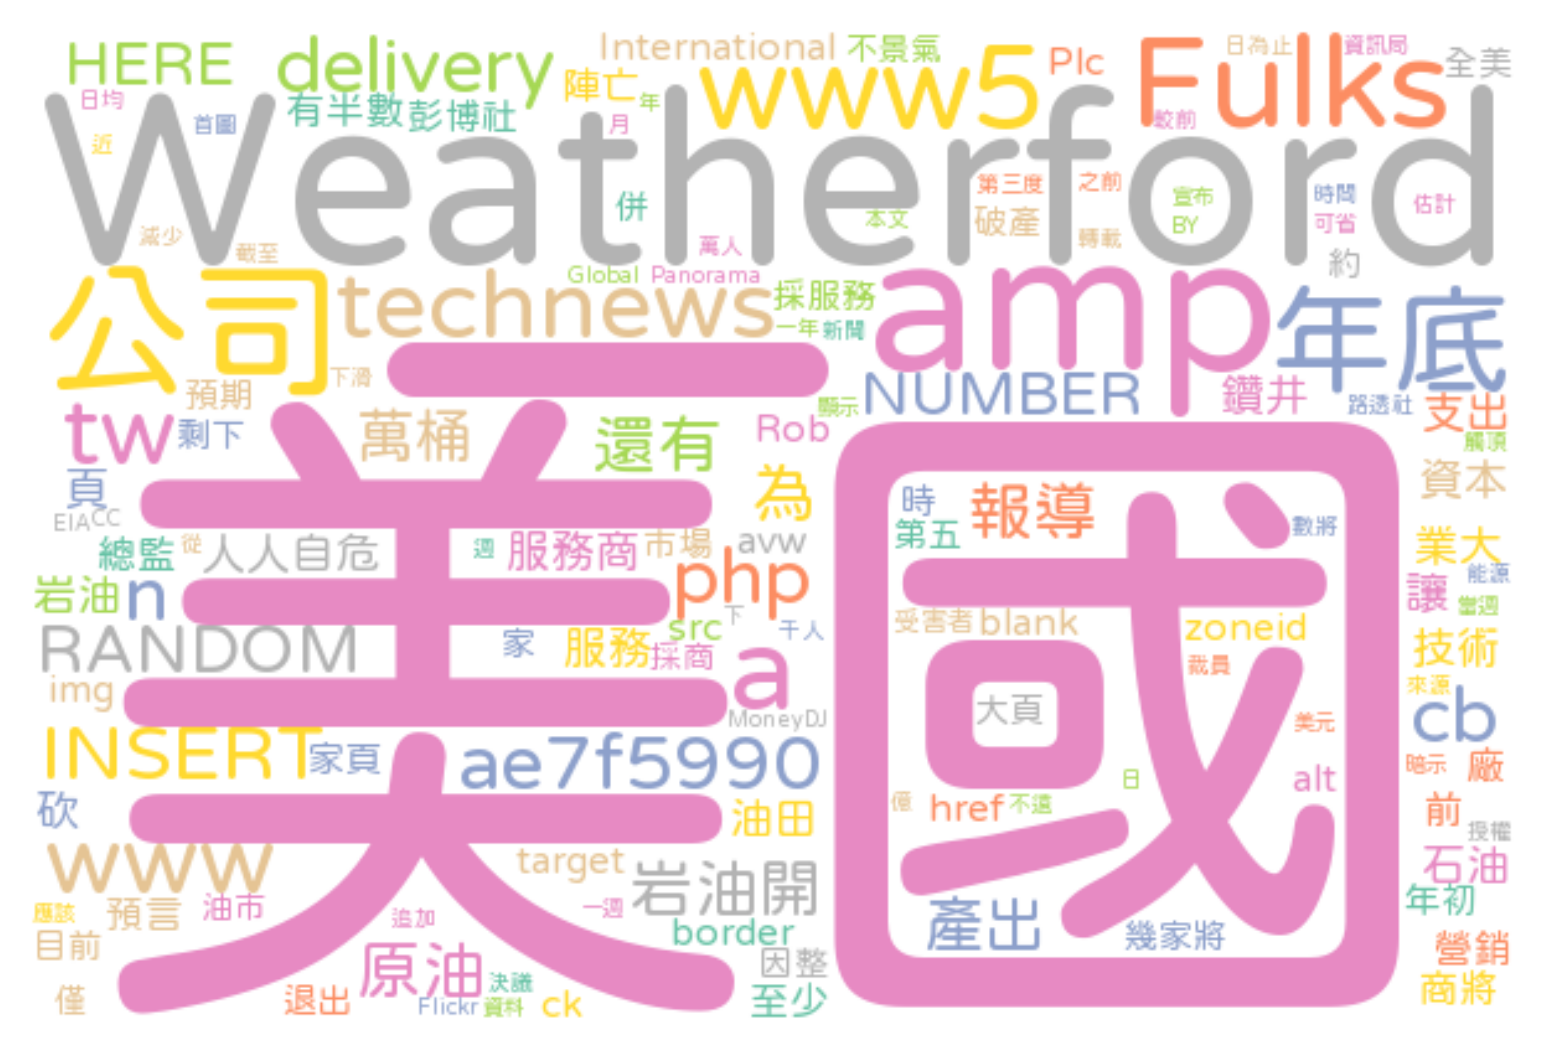 HERE delivery International 不景氣 Plc Fulks 日為止 資訊局 全美
日均 有半數 彭博社 陣亡 年 www5 較前
近 首圖 月
Weatherford
減少 截至 併 萬人 本文 第三度 破產 之前 轉載 宣布 BY 時間 可省 約 估計
公司 technews Global Panorama 採服務 amp 年底
一年 新聞
預期 下滑 一 顯示 NUMBER 鑽井 路透社 支出
tw 剩下 萬桶 還有 Rob 觸頂
頁 美國 為 時 報導 資本
EIA CC 第五 數將
總監 從 人人自危 週 服務商 市場 avw 業大
岩油 n php 讓 能源
src 下 千人 受害者 blank zoneid 當週
RANDOM 家 服務 採商 a 裁員 技術
img MoneyDJ 大頁 美元 來源 cb
INSERT 家頁 ae7f5990 日 alt 暗示 廠
砍 油田 億 href 不遠 前 授權
www target 岩油開 石油
應該 預言 油市 追加 一週 border 產出 幾家將 年初
目前 原油 決議 因整 營銷
僅 退出 Flickr 資料 ck 至少 商將